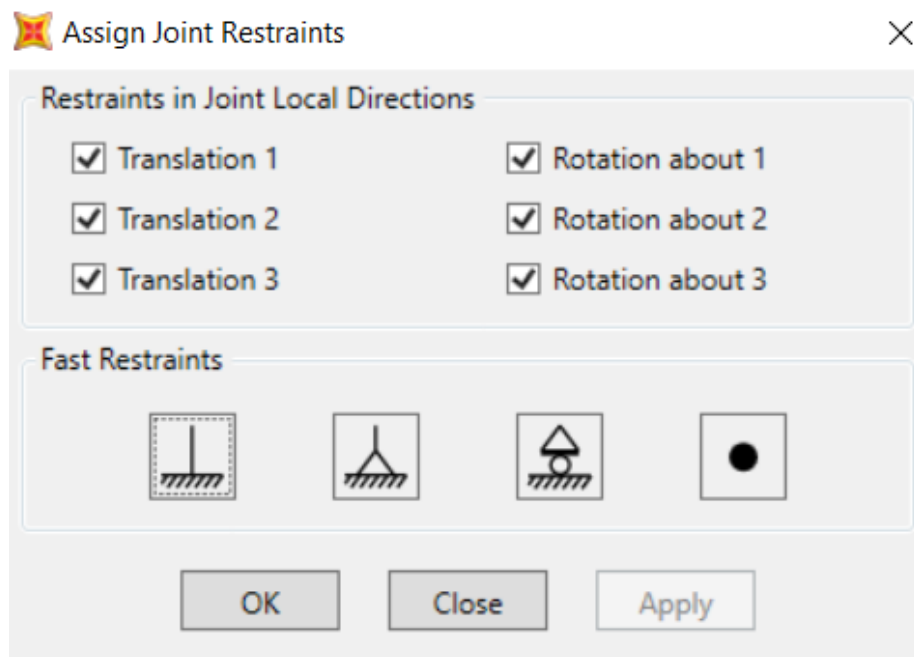 Assign Joint Restraints
Restraints in Joint Local Directions
Translation 1
Rotation about 1
Translation 2
Rotation about 2
Translation 3
Rotation about 3
Fast Restraints
OK
Close
Apply